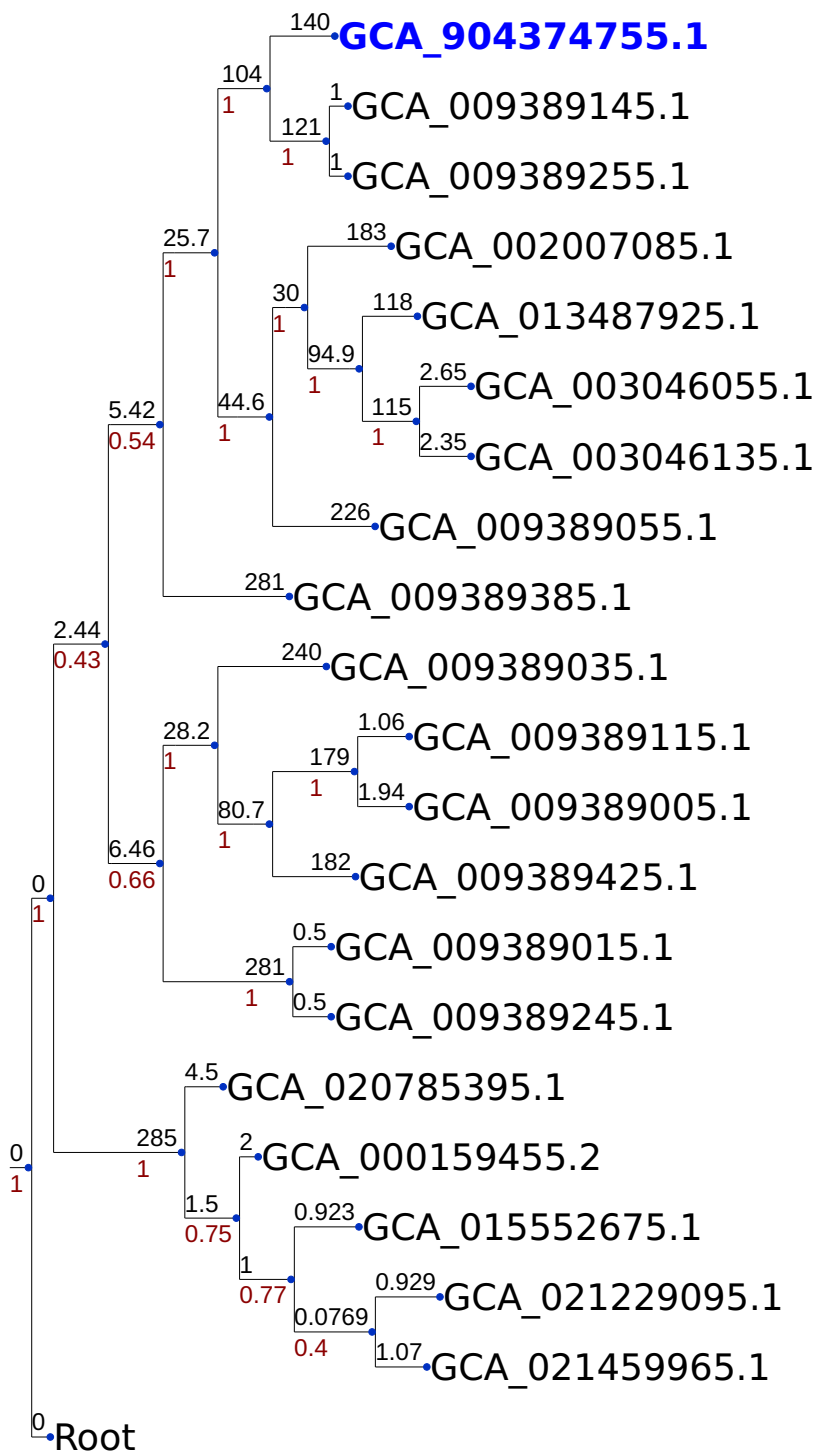 140
GCA_904374755.1
104
1
1
GCA_009389145.1
121
1
1
GCA_009389255.1
183
GCA_002007085.1
25.7
1
30
1
118
GCA_013487925.1
94.9
1
2.65
GCA_003046055.1
44.6
1
115
1
2.35
GCA_003046135.1
5.42
0.54
226
GCA_009389055.1
281
GCA_009389385.1
2.44
0.43
240
GCA_009389035.1
28.2
1
1.06
GCA_009389115.1
179
1
80.7
1
1.94
GCA_009389005.1
6.46
0.66
182
GCA_009389425.1
0
1
0.5
GCA_009389015.1
281
1
0.5
GCA_009389245.1
4.5
GCA_020785395.1
285
1
0
1
2
GCA_000159455.2
1.5
0.75
0.923
GCA_015552675.1
1
0.77
0.929
GCA_021229095.1
0.0769
0.4
1.07
GCA_021459965.1
0
Root